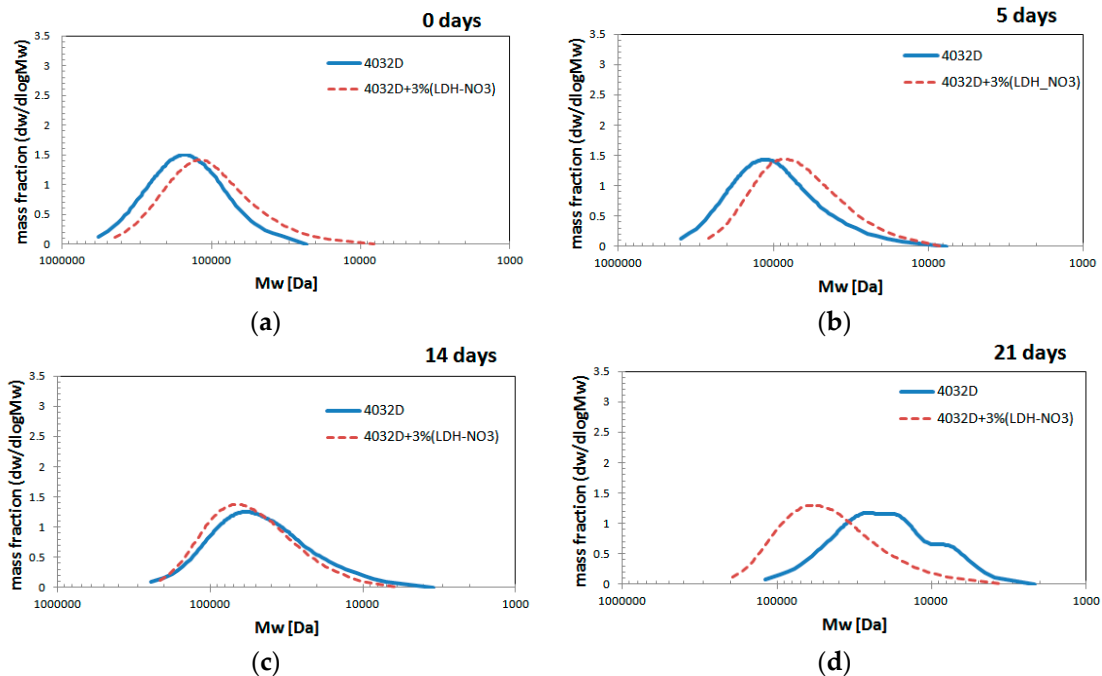 0 days
mass fraction (dw/dlogMw)
3.5
3
2.5
2
1.5
1
0.5
0
4032D
4032D+3%(LDH-NO3)
1000000
100000
10000
1000
Mw [Da]
(a)
5 days
mass fraction (dw/dlogMw)
3.5
3
2.5
2
1.5
1
0.5
0
4032D
4032D+3%(LDH_NO3)
1000000
100000
10000
1000
Mw [Da]
(b)
14 days
mass fraction (dw/dlogMw)
3.5
3
2.5
2
1.5
1
0.5
0
4032D
4032D+3%(LDH-NO3)
1000000
100000
10000
1000
Mw [Da]
(c)
21 days
mass fraction (dw/dlogMw)
3.5
3
2.5
2
1.5
1
0.5
0
4032D
4032D+3%(LDH-NO3)
1000000
100000
10000
1000
Mw [Da]
(d)